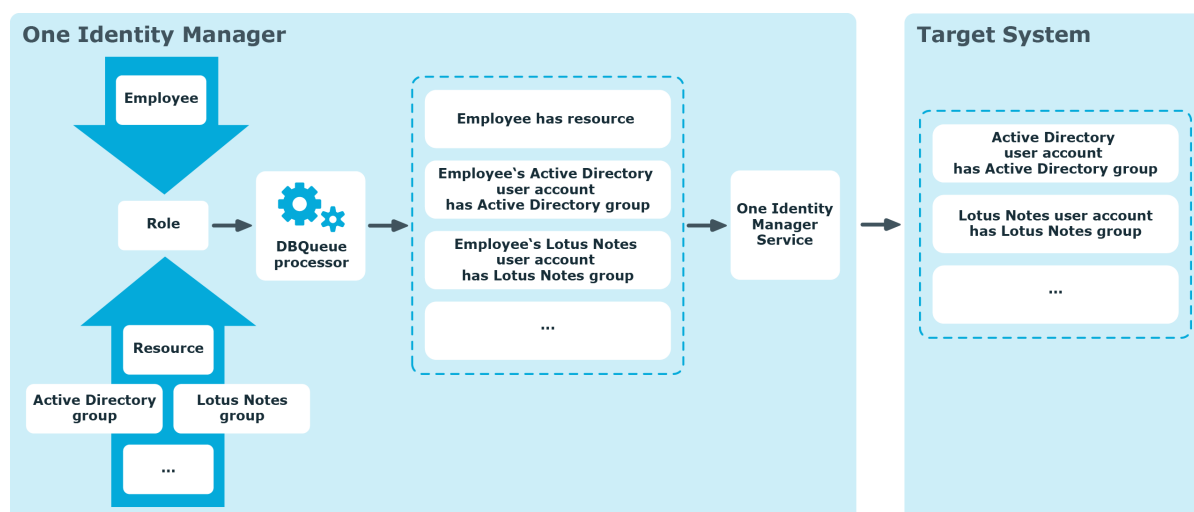 One Identity Manager
Employee
Role
Resource
Active Directory
group
Lotus Notes
group
...
DBQueue
processor
Employee has resource
Employee‘s Active Directory
user account
has Active Directory group
Employee‘s Lotus Notes
user account
has Lotus Notes group
...
One Identity
Manager
Service
Target System
Active Directory
user account
has Active Directory group
Lotus Notes user account
has Lotus Notes group
...